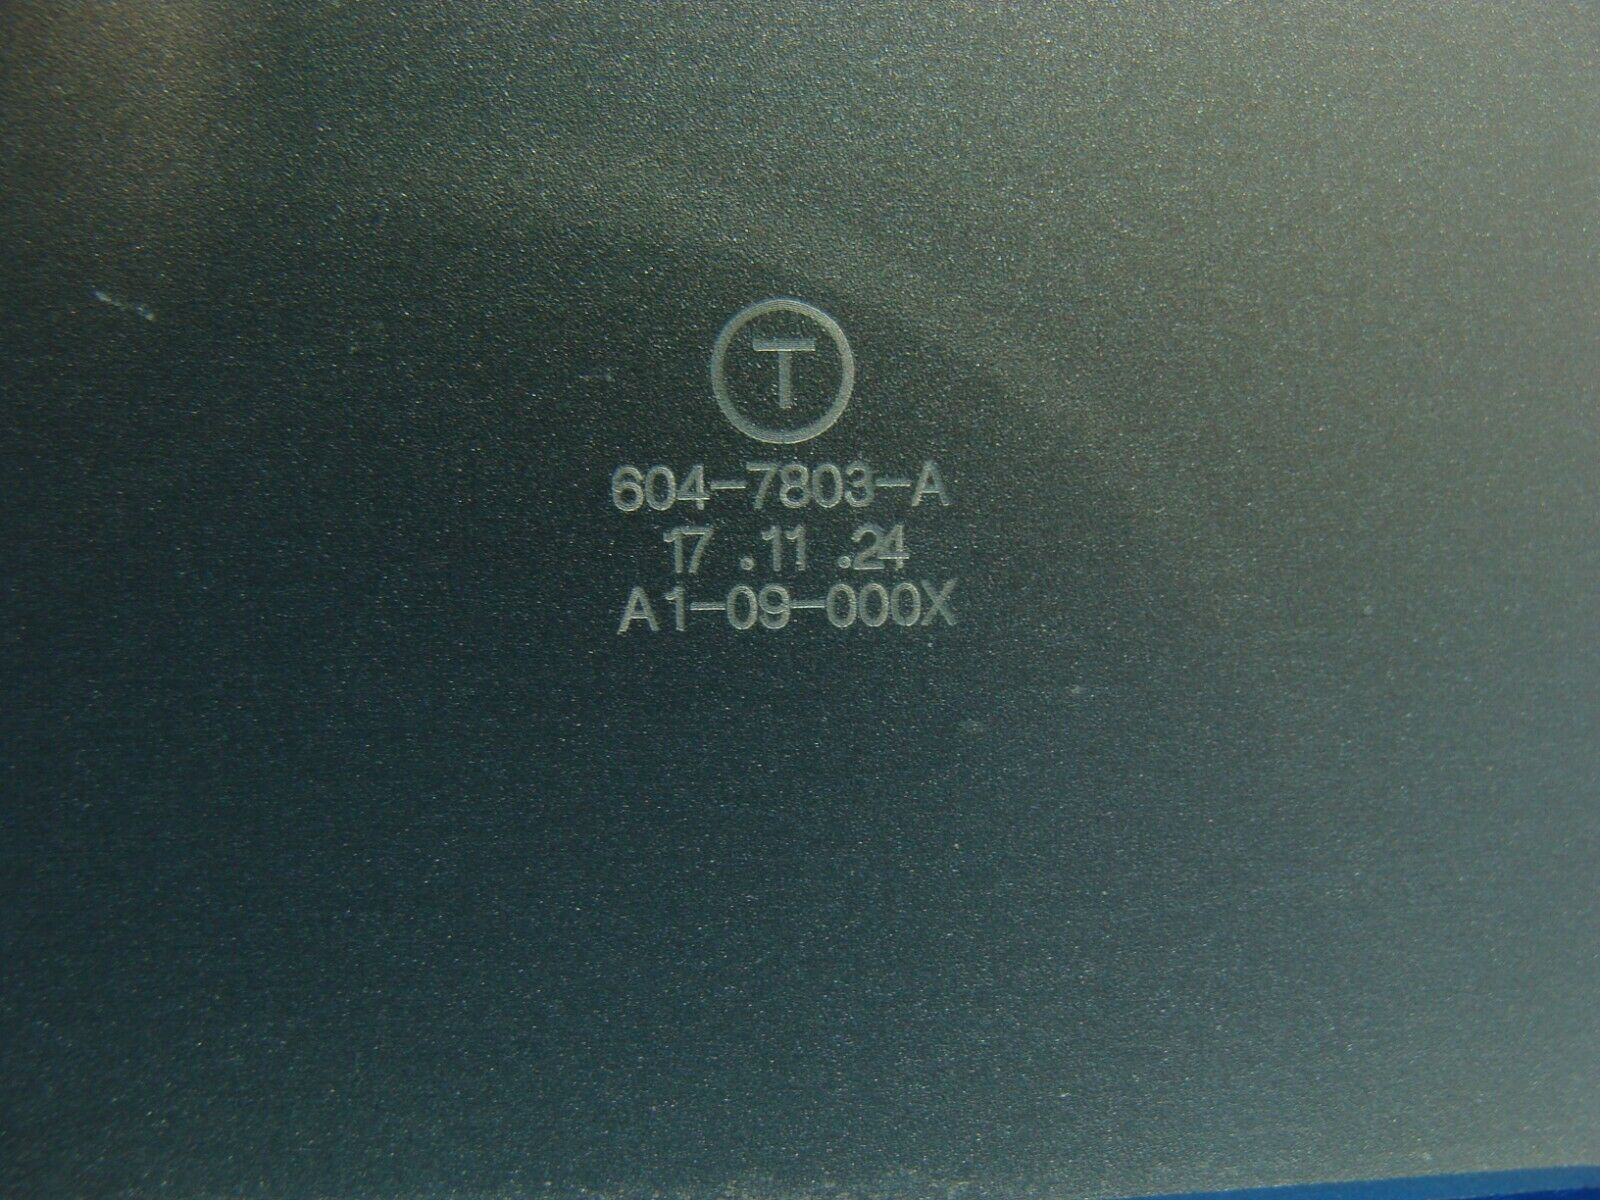 T
604-7803-A
17 .11 .24
A1-09-000X